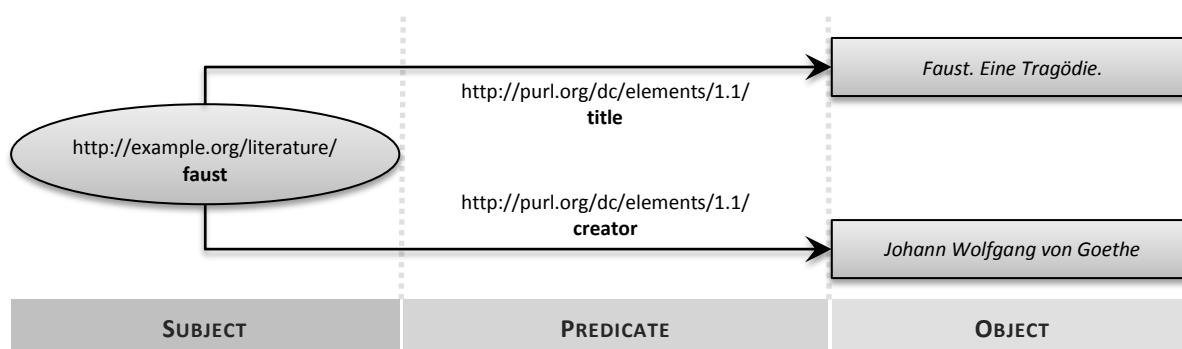 Faust. Eine Tragödie.
http://purl.org/dc/elements/1.1/
title
http://example.org/literature/
faust
http://purl.org/dc/elements/1.1/
creator
Johann Wolfgang von Goethe
SUBJECT
PREDICATE
OBJECT